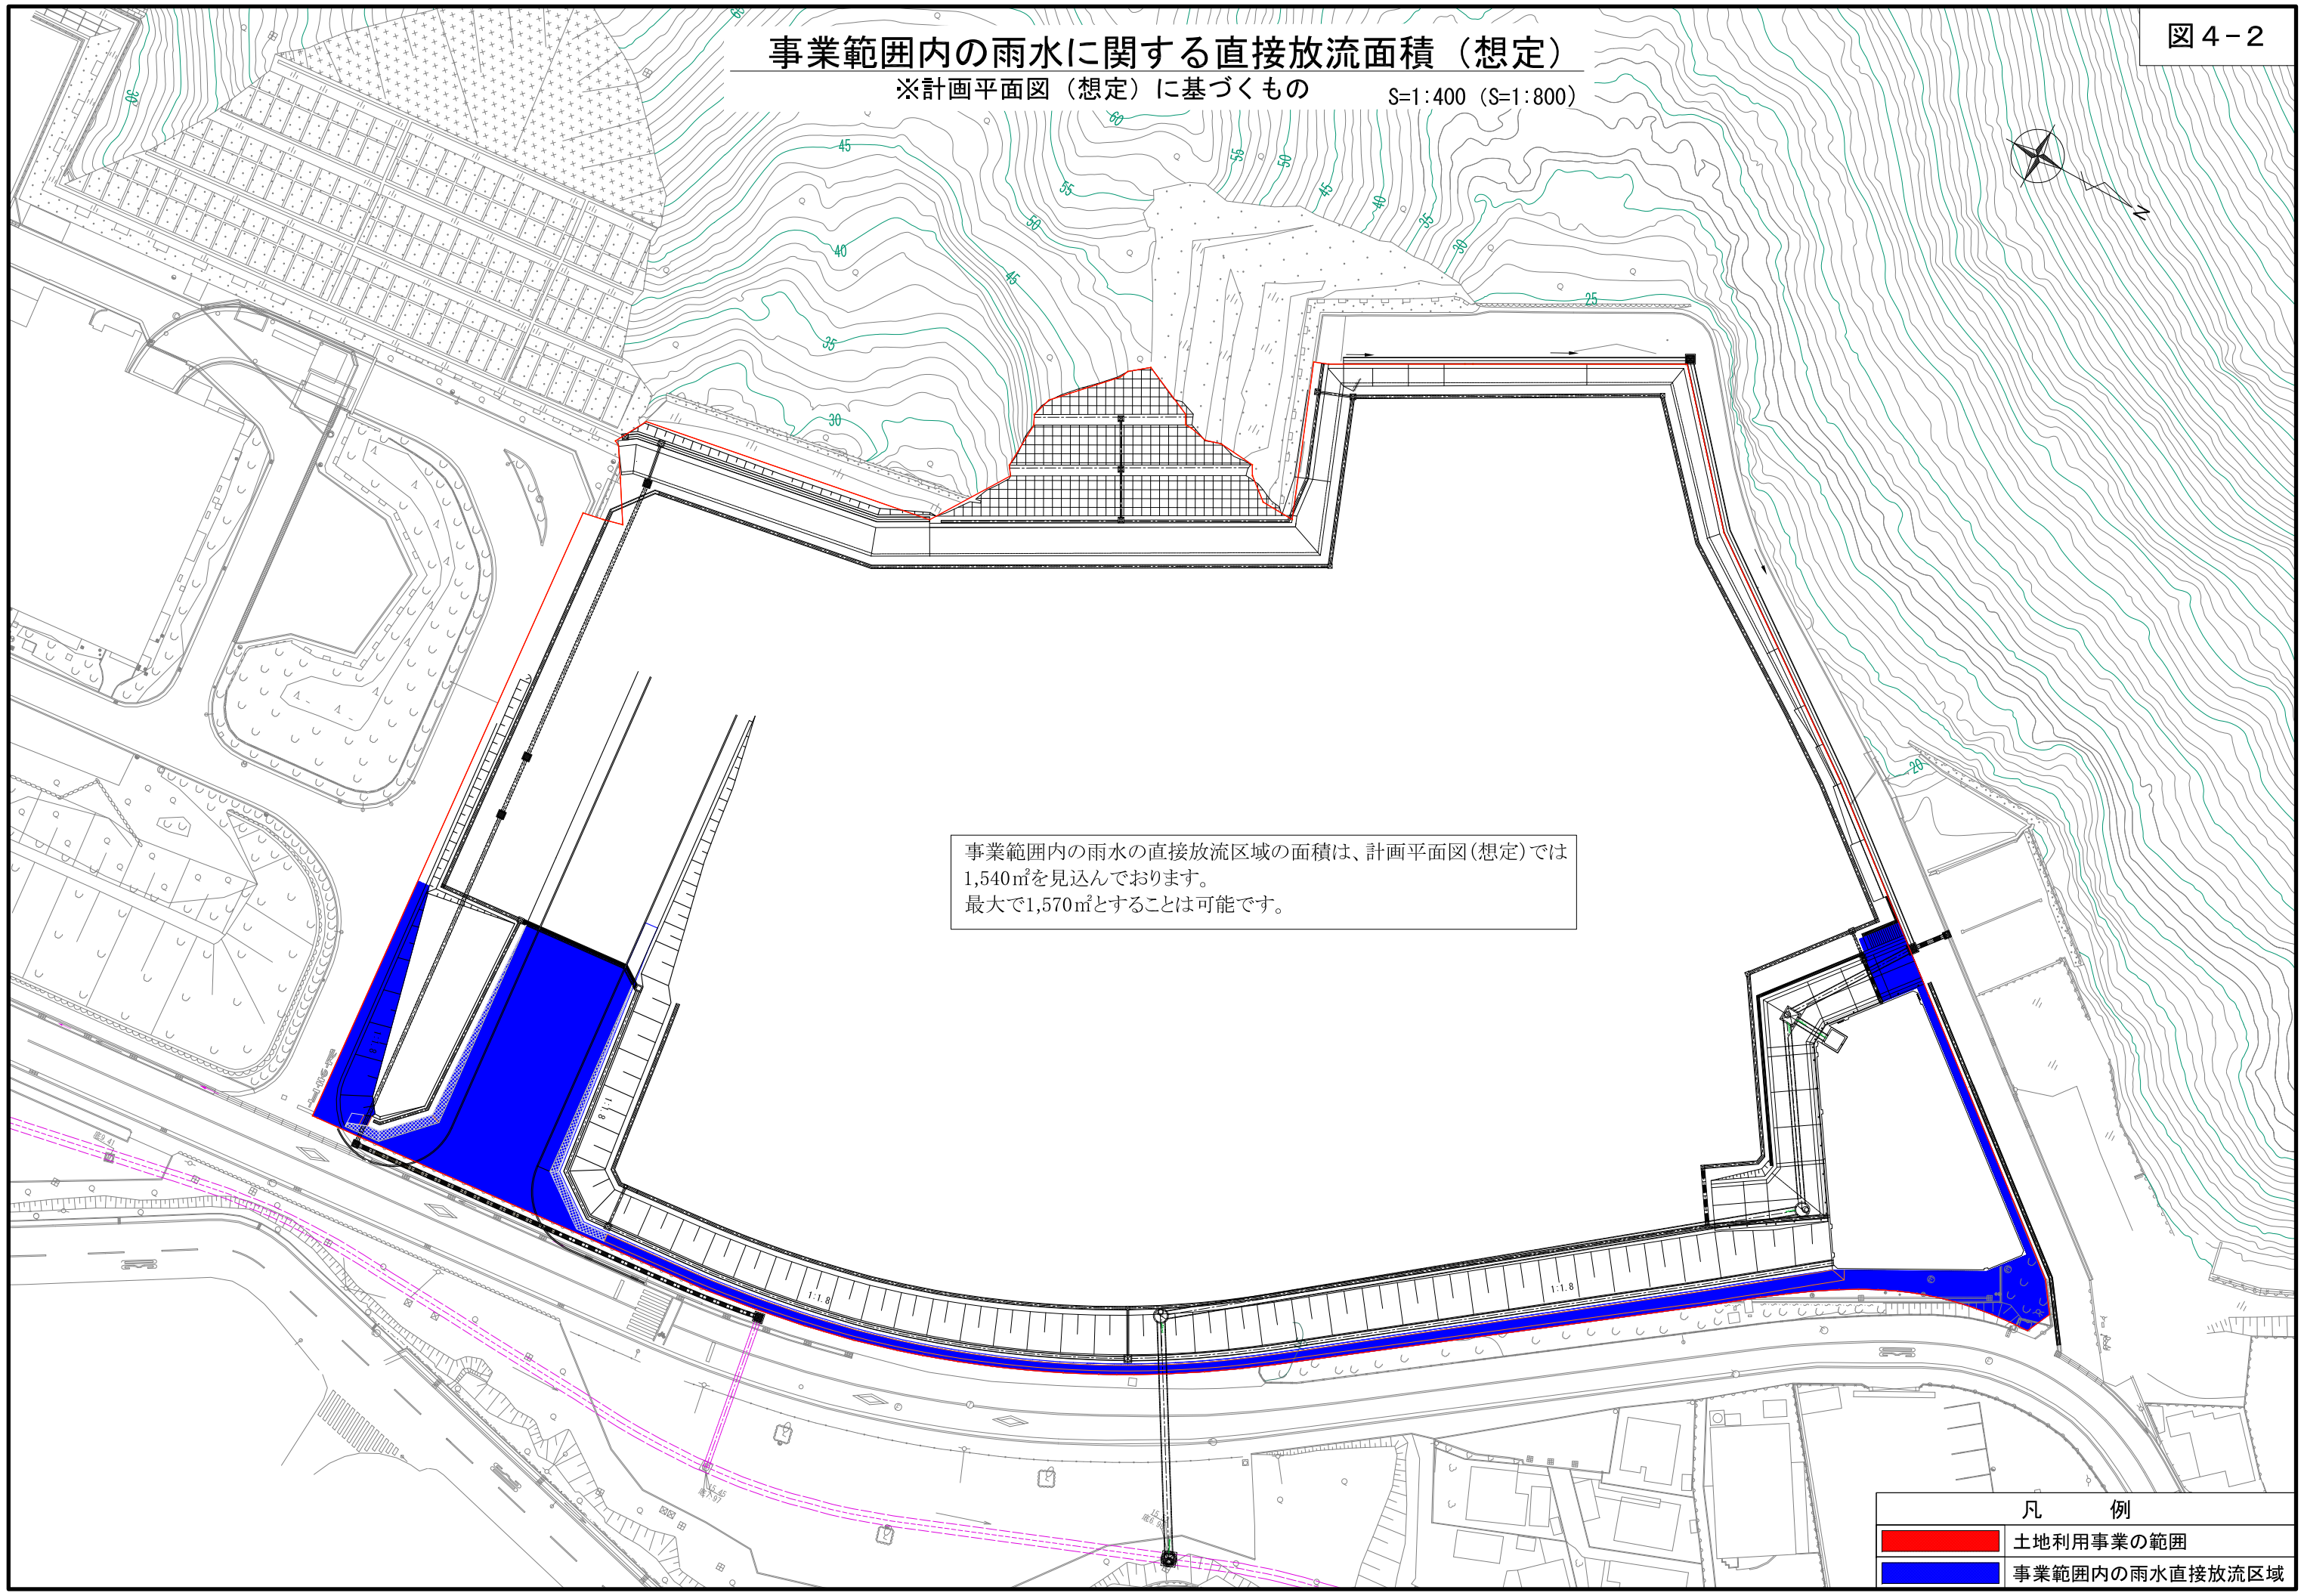 図４-２
事業範囲内の雨水に関する直接放流面積（想定）
※計画平面図（想定）に基づくもの
S=1:400（S=1:800）
60
30
45
60
55
50
55
45
40
35
50
30
40
45
25
35
30
20
N
事業範囲内の雨水の直接放流区域の面積は、計画平面図(想定)では
1,540㎡を見込んでおります。
最大で1,570㎡とすることは可能です。
1:1.8
1:1.8
凡　例
土地利用事業の範囲
事業範囲内の雨水直接放流区域